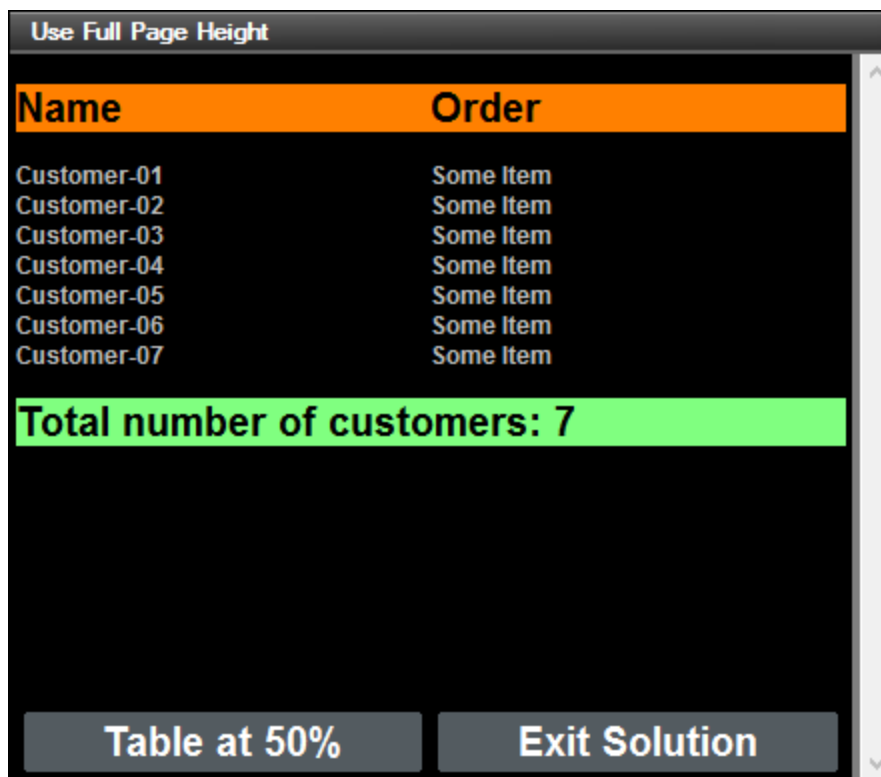 Use Full Page Height
Name Order
Customer-01 Some Item
Customer-02 Some Item
Customer-03 Some Item
Customer-04 Some Item
Customer-05 Some Item
Customer-06 Some Item
Customer-07 Some Item
Total number of customers: 7
Table at 50% Exit Solution